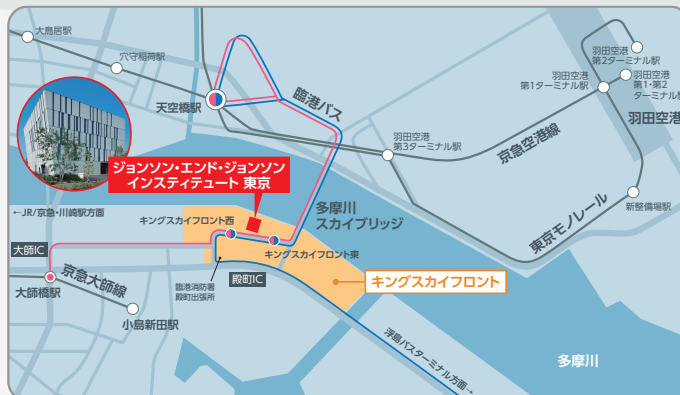 大鳥居駅
穴守稲荷駅
天空橋駅
臨港バス
羽田空港
第2ターミナル駅
羽田空港
第1ターミナル駅
羽田空港
第1・第2
ターミナル駅
羽田空港
羽田空港
第3ターミナル駅
京急空港線
新整備場駅
東京モノレール
ジョンソン・エンド・ジョンソン
インスティテュート 東京
多摩川
スカイブリッジ
←JR/京急・川崎駅方面
キングスカイフロント西
キングスカイフロント東
大師IC
京急大師線
大師橋駅
小島新田駅
臨港消防署
殿町出張所
殿町IC
キングスカイフロント
浮島バスターミナル方面→
多摩川